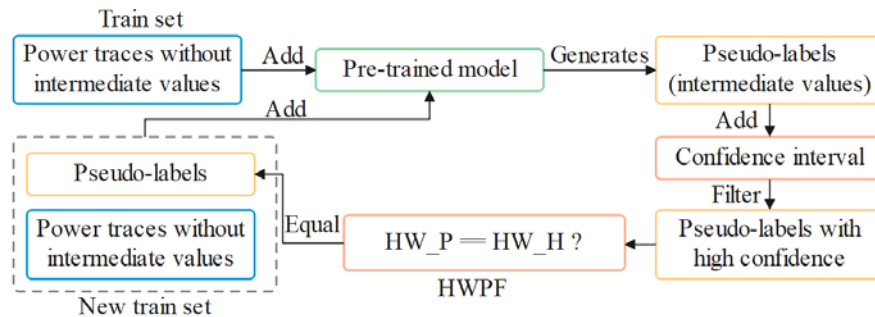 Train set
Power traces without
intermediate values
Add
Pre-trained model
Generates
Pseudo-labels
(intermediate values)
Add
Confidence interval
Filter
Pseudo-labels with
high confidence
HW_P == HW_H ?
HWPF
Equal
Add
Pseudo-labels
Power traces without
intermediate values
New train set